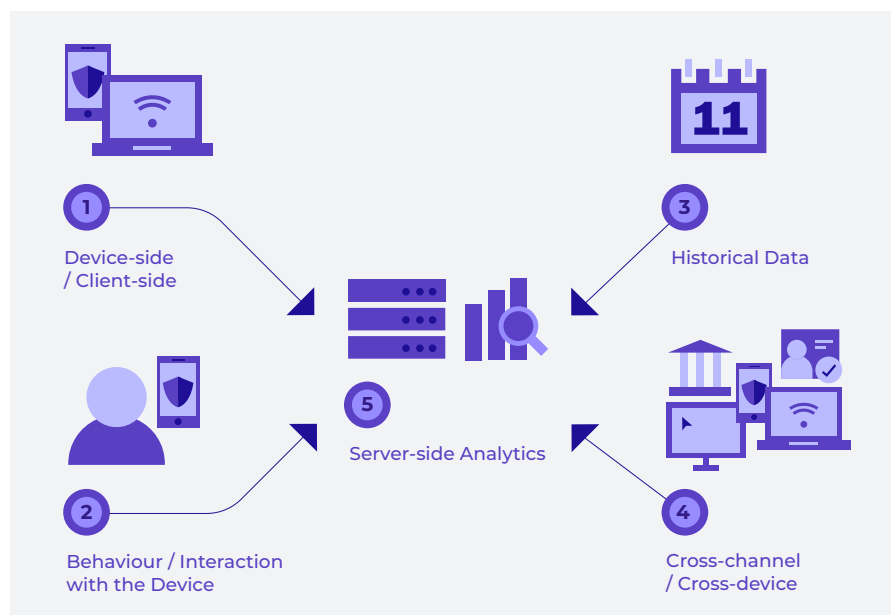 11
1
Device-side
/ Client-side
3
Historical Data
5
Server-side Analytics
2
Behaviour / Interaction
with the Device
4
Cross-channel
/ Cross-device